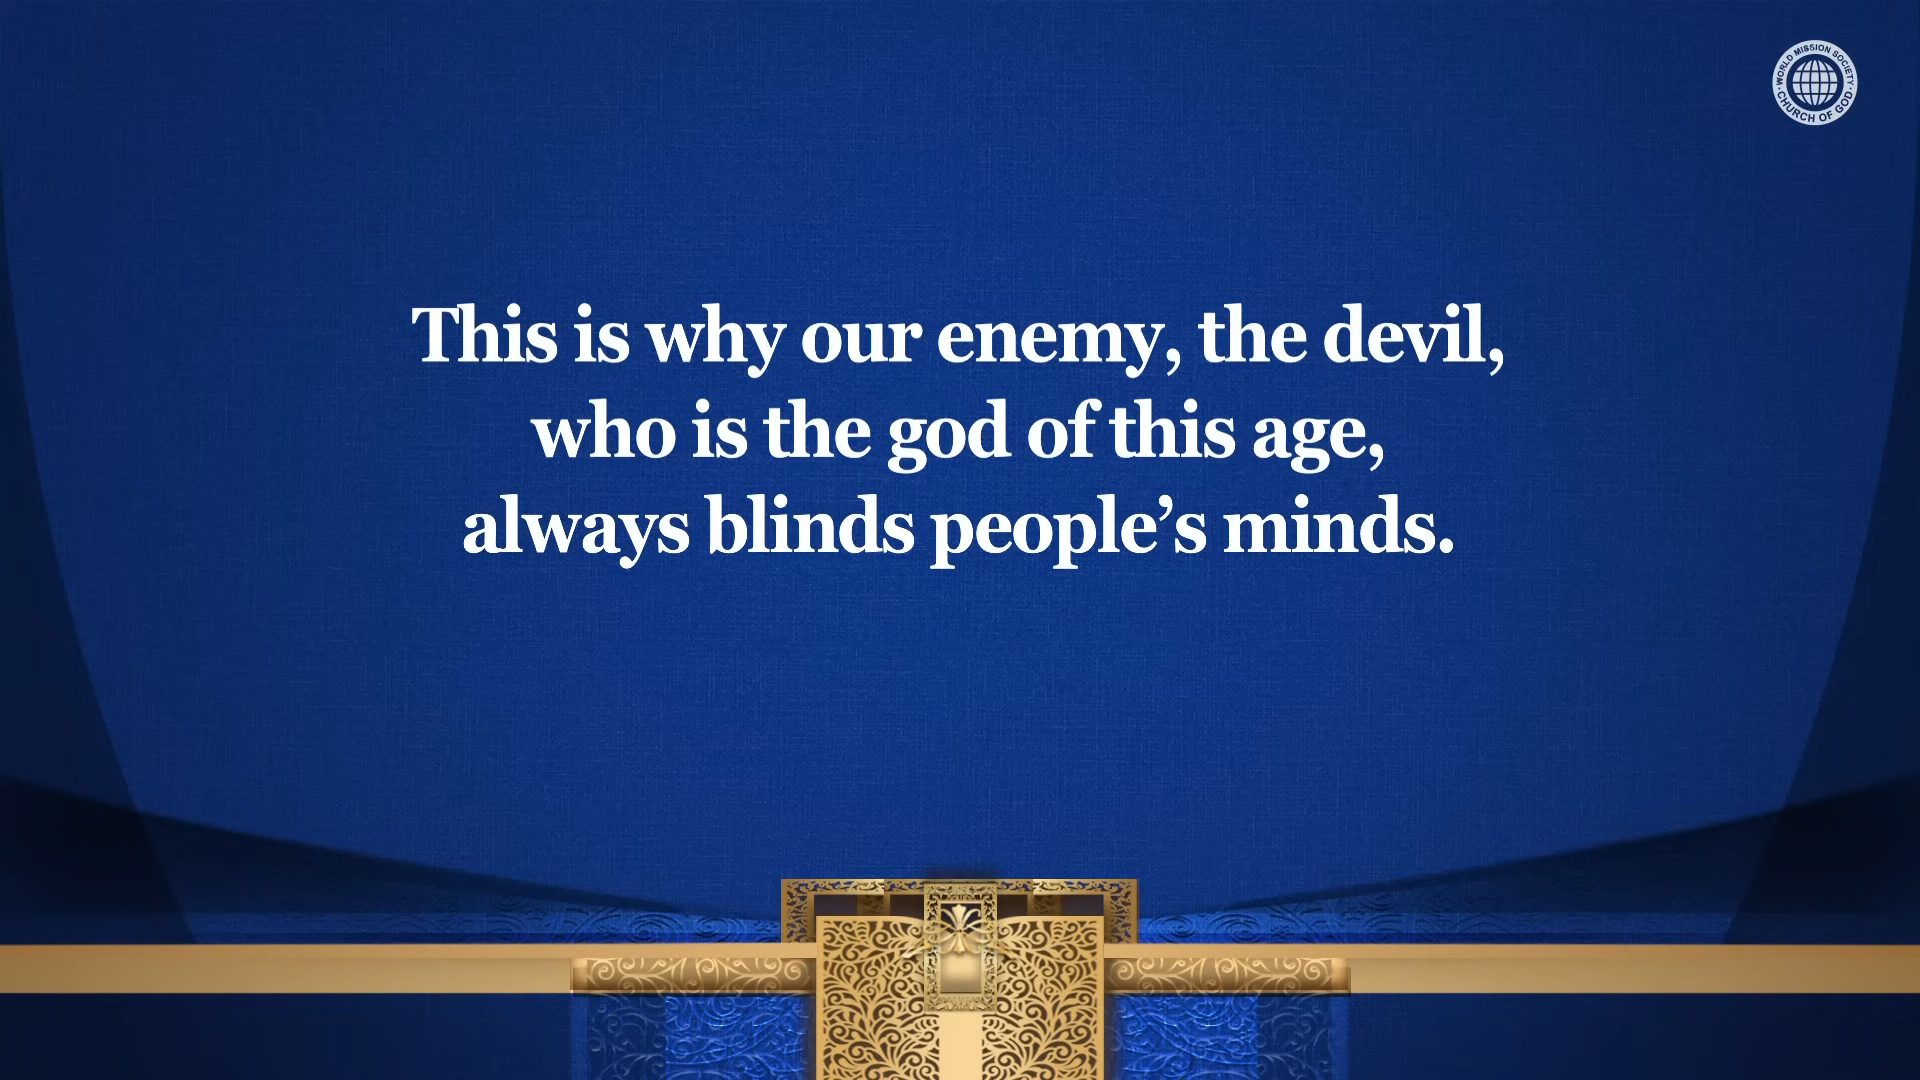 WORLD MISSION SOCIETY
CHURCH OF GOD
This is why our enemy, the devil,
who is the god of this age,
always blinds people’s minds.